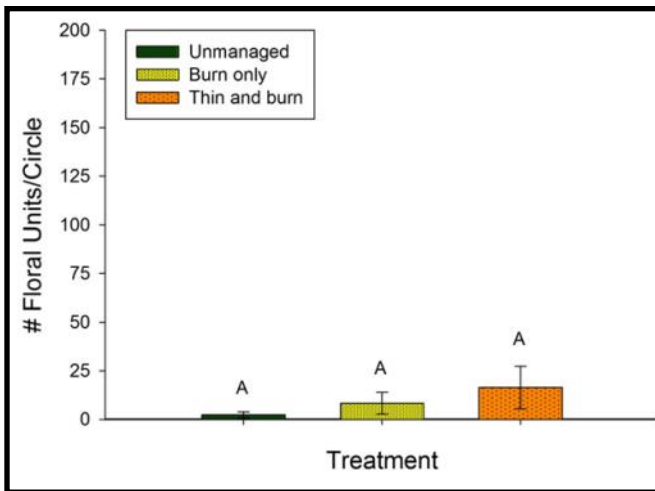 200
175
150
125
100
75
50
25
0
# Floral Units/Circle
Unmanaged
Burn only
Thin and burn
A
A
A
Treatment